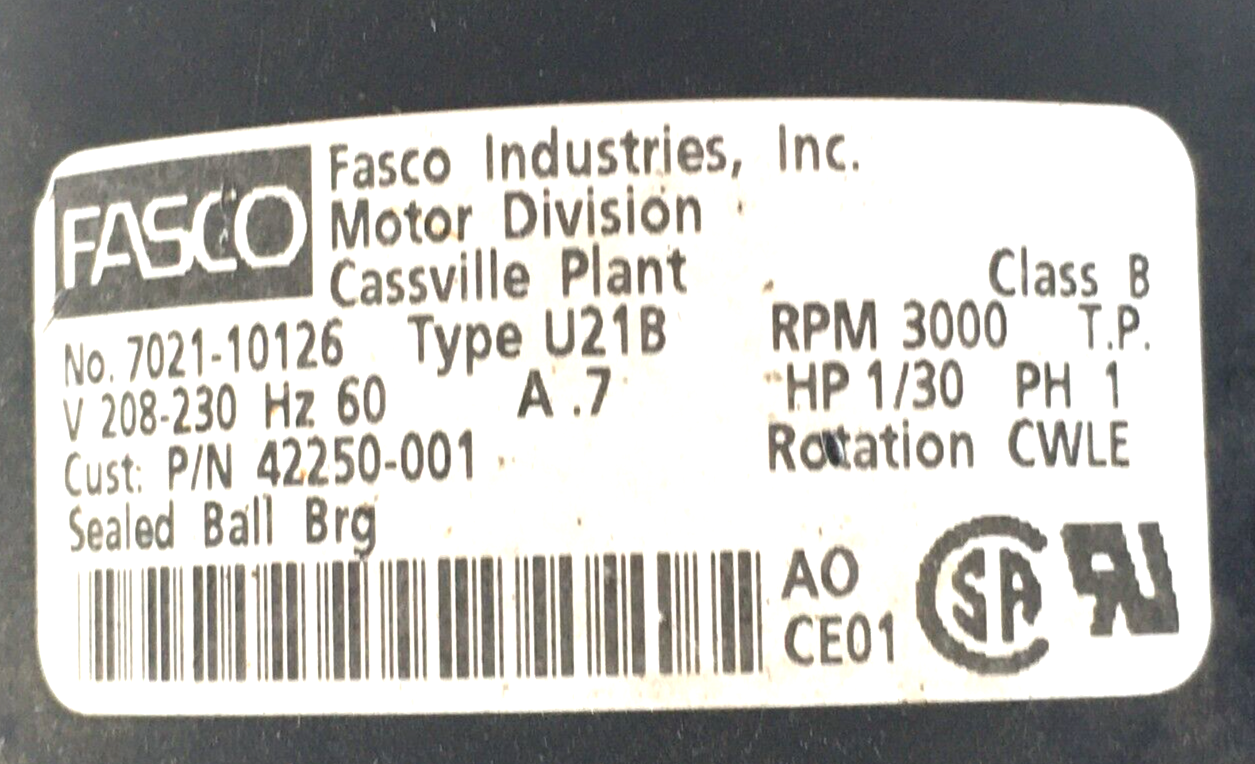 FASCO
Fasco Industries, Inc.
Motor Division
Cassville Plant
Class B
No. 7021-10126 Type U21B RPM 3000 T.P.
V 208-230 Hz 60 A .7 HP 1/30 PH 1
Cust: P/N 42250-001 Rotation CWLE
Sealed Ball Brg
AO
CE01
SA